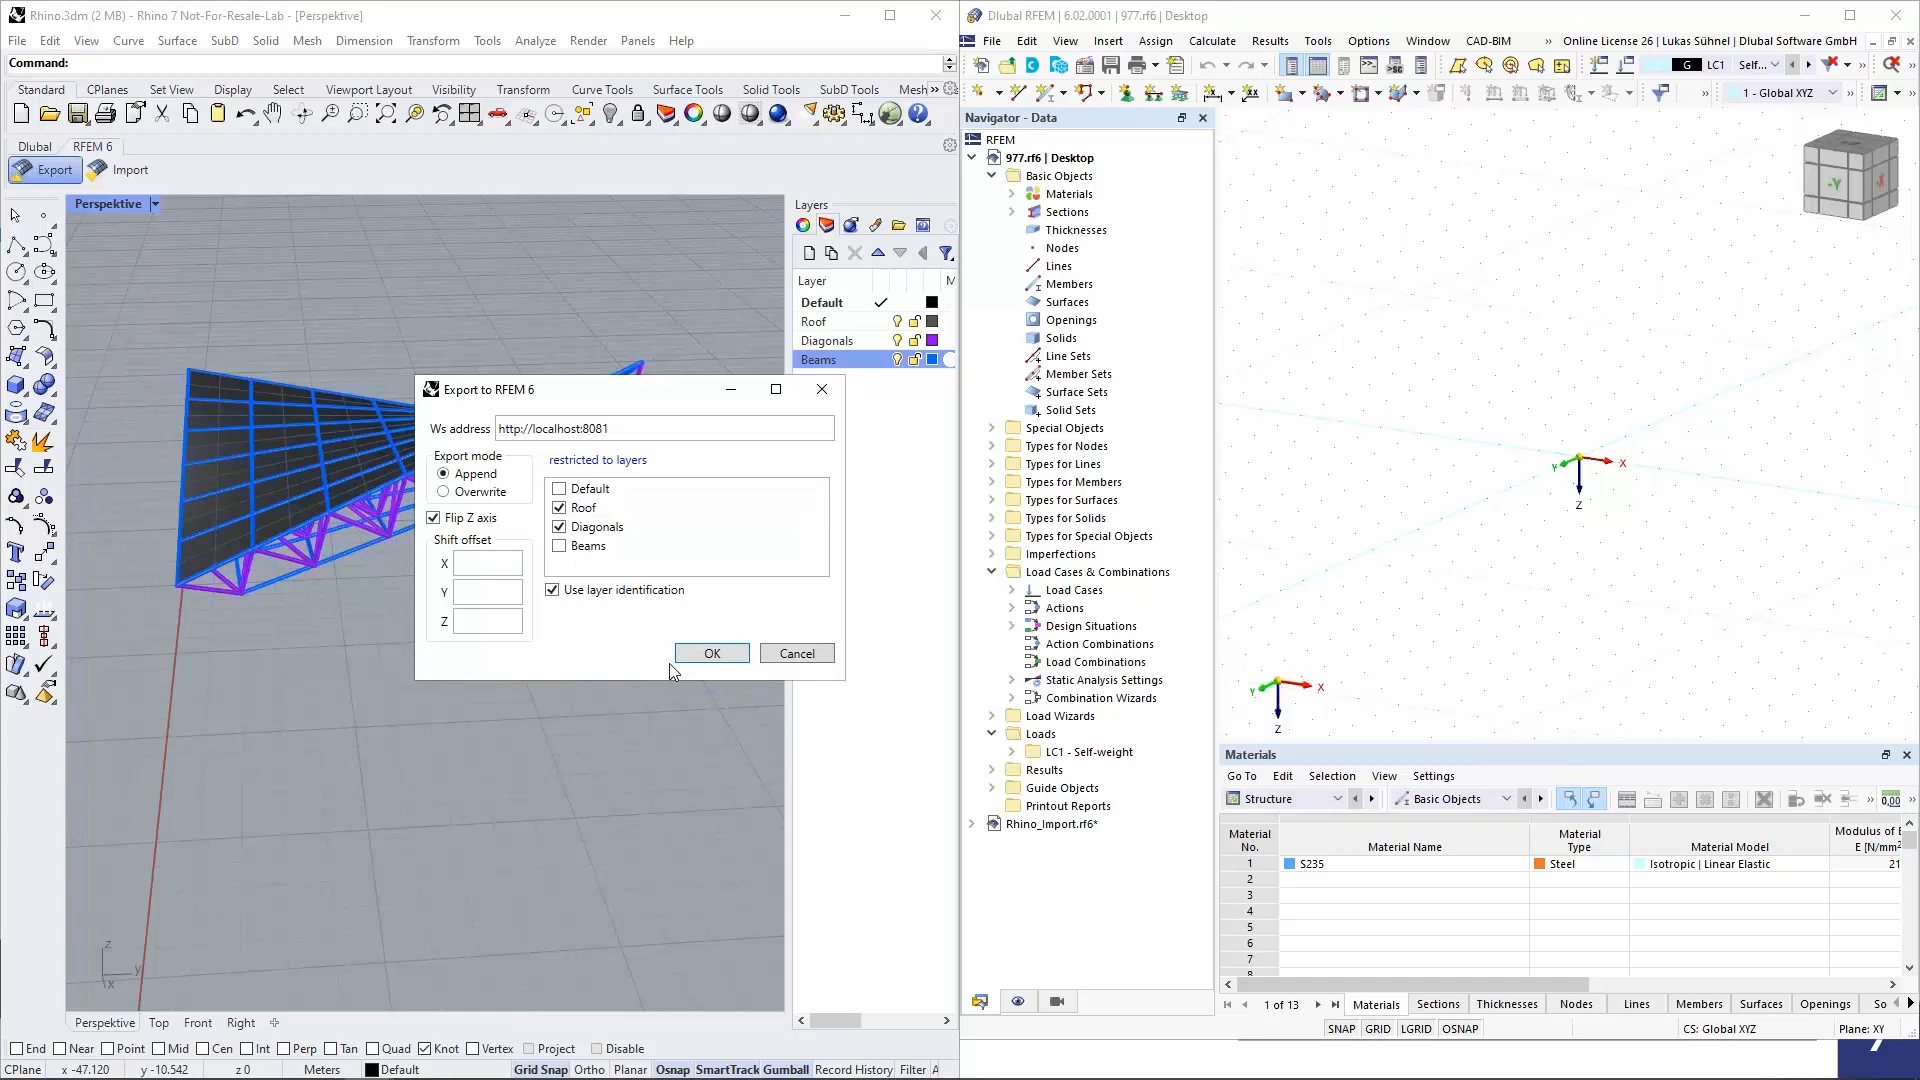 Rhino.3dm (2 MB) - Rhino 7 Not-For-Resale-Lab - [Perspektive]
File Edit View Curve Surface SubD Solid Mesh Dimension Transform Tools Analyze Render Panels Help
Command:
Standard CPlanes Set View Display Select Viewport Layout Visibility Transform Curve Tools Surface Tools Solid Tools SubD Tools Mesh »
Dlubal RFEM 6
Export Import
Perspektive
Layers
Layer M
Default
Roof
Diagonals
Beams
Export to RFEM 6
Ws address http://localhost:8081
Export mode
Append
Overwrite
Flip Z axis
Shift offset
X
Y
Z
restricted to layers
Default
Roof
Diagonals
Beams
Use layer identification
OK Cancel
z
y
x
Perspektive Top Front Right
End Near Point Mid Cen Int Perp Tan Quad Knot Vertex Project Disable
CPlane x -47.120 y -10.542 z 0 Meters Default Grid Snap Ortho Planar Osnap SmartTrack Gumball Record History Filter A
Dlubal RFEM | 6.02.0001 | 977.rf6 | Desktop
File Edit View Insert Assign Calculate Results Tools Options Window CAD-BIM » Online License 26 | Lukas Sühnel | Dlubal Software GmbH
G LC1 Self...
1 - Global XYZ
Navigator - Data
RFEM
977.rf6 | Desktop
Basic Objects
Materials
Sections
Thicknesses
Nodes
Lines
Members
Surfaces
Openings
Solids
Line Sets
Member Sets
Surface Sets
Solid Sets
Special Objects
Types for Nodes
Types for Lines
Types for Members
Types for Surfaces
Types for Solids
Types for Special Objects
Imperfections
Load Cases & Combinations
Load Cases
Actions
Design Situations
Action Combinations
Load Combinations
Static Analysis Settings
Combination Wizards
Load Wizards
Loads
LC1 - Self-weight
Results
Guide Objects
Printout Reports
Rhino_Import.rf6*
-Y -X
Y X
Z
Y X
Z
Materials
Go To Edit Selection View Settings
Structure Basic Objects 0,00
Material No. Material Name Material Type Material Model Modulus of E E [N/mm²
1 S235 Steel Isotropic | Linear Elastic 21
2
3
4
5
6
7
8
1 of 13 Materials Sections Thicknesses Nodes Lines Members Surfaces Openings So
SNAP GRID LGRID OSNAP CS: Global XYZ Plane: XY